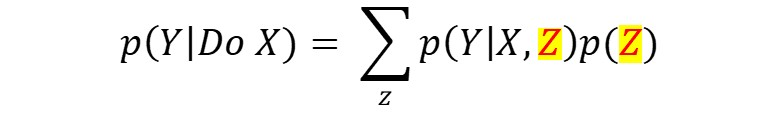 p(Y|Do X) = ∑_Z p(Y|X, Z)p(Z)